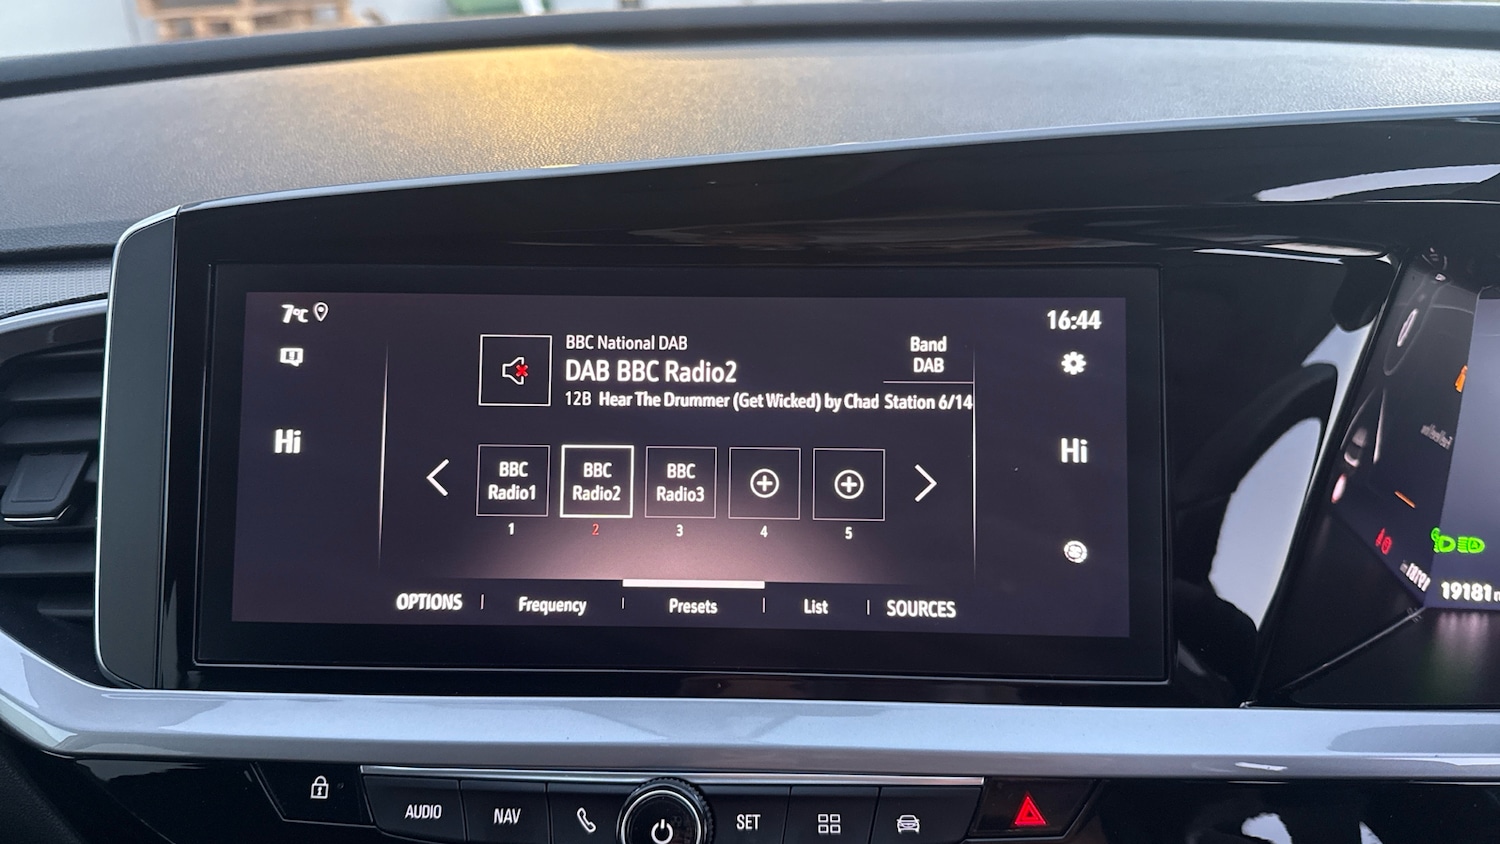 7°C
16:44
BBC National DAB
DAB BBC Radio2
12B Hear The Drummer (Get Wicked) by Chad
Band
DAB
Station 6/14
Hi
Hi
BBC
Radio1
BBC
Radio2
BBC
Radio3
1
2
3
4
5
OPTIONS
Frequency
Presets
List
SOURCES
19181
AUDIO
NAV
SET